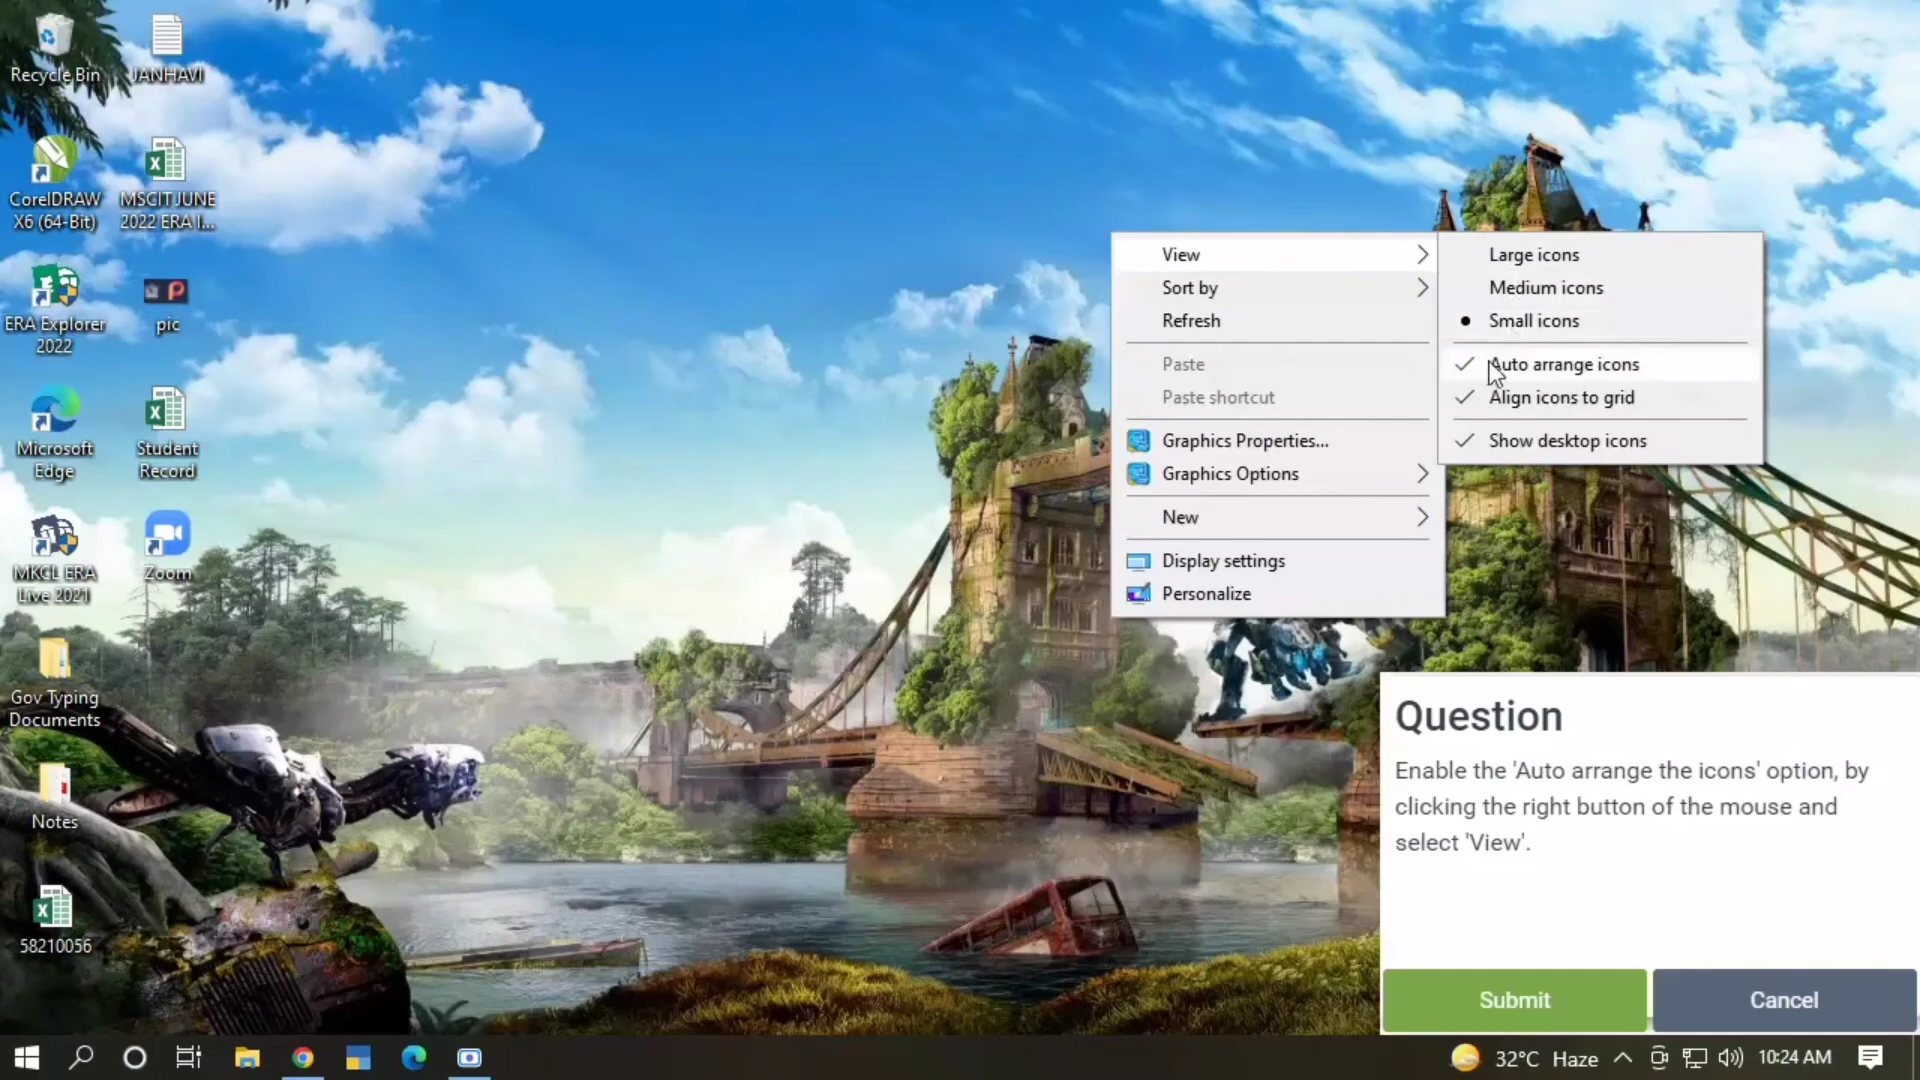 Recycle Bin
JANHAVI
CorelDRAW
X6 (64-Bit)
MSCIT JUNE
2022 ERA I...
ERA Explorer
2022
pic
Microsoft
Edge
Student
Record
MKCL ERA
Live 2021
Zoom
Gov Typing
Documents
Notes
58210056
View
Sort by
Refresh
Paste
Paste shortcut
Graphics Properties...
Graphics Options
New
Display settings
Personalize
Large icons
Medium icons
Small icons
Auto arrange icons
Align icons to grid
Show desktop icons
Question
Enable the 'Auto arrange the icons' option, by
clicking the right button of the mouse and
select 'View'.
Submit
Cancel
32°C Haze
10:24 AM